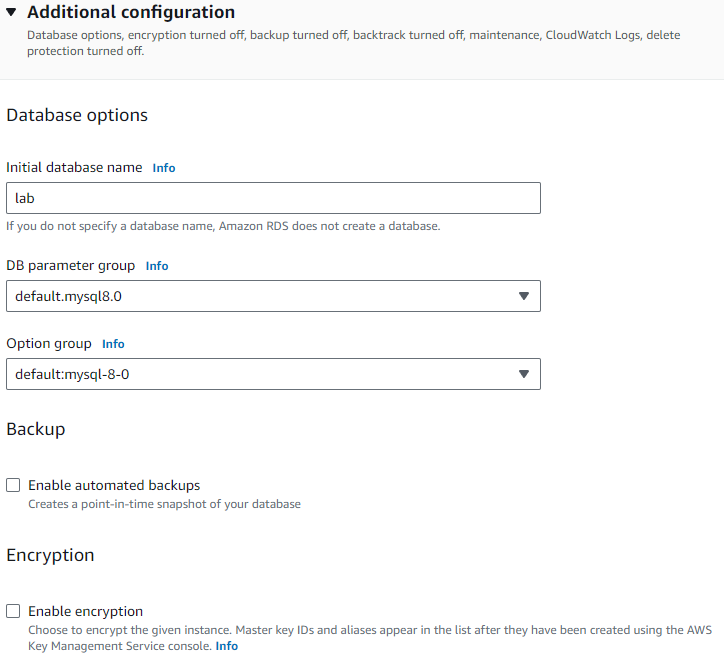 Additional configuration
Database options, encryption turned off, backup turned off, backtrack turned off, maintenance, CloudWatch Logs, delete
protection turned off.
Database options
Initial database name Info
lab
If you do not specify a database name, Amazon RDS does not create a database.
DB parameter group Info
default.mysql8.0
Option group Info
default:mysql-8-0
Backup
Enable automated backups
Creates a point-in-time snapshot of your database
Encryption
Enable encryption
Choose to encrypt the given instance. Master key IDs and aliases appear in the list after they have been created using the AWS
Key Management Service console. Info